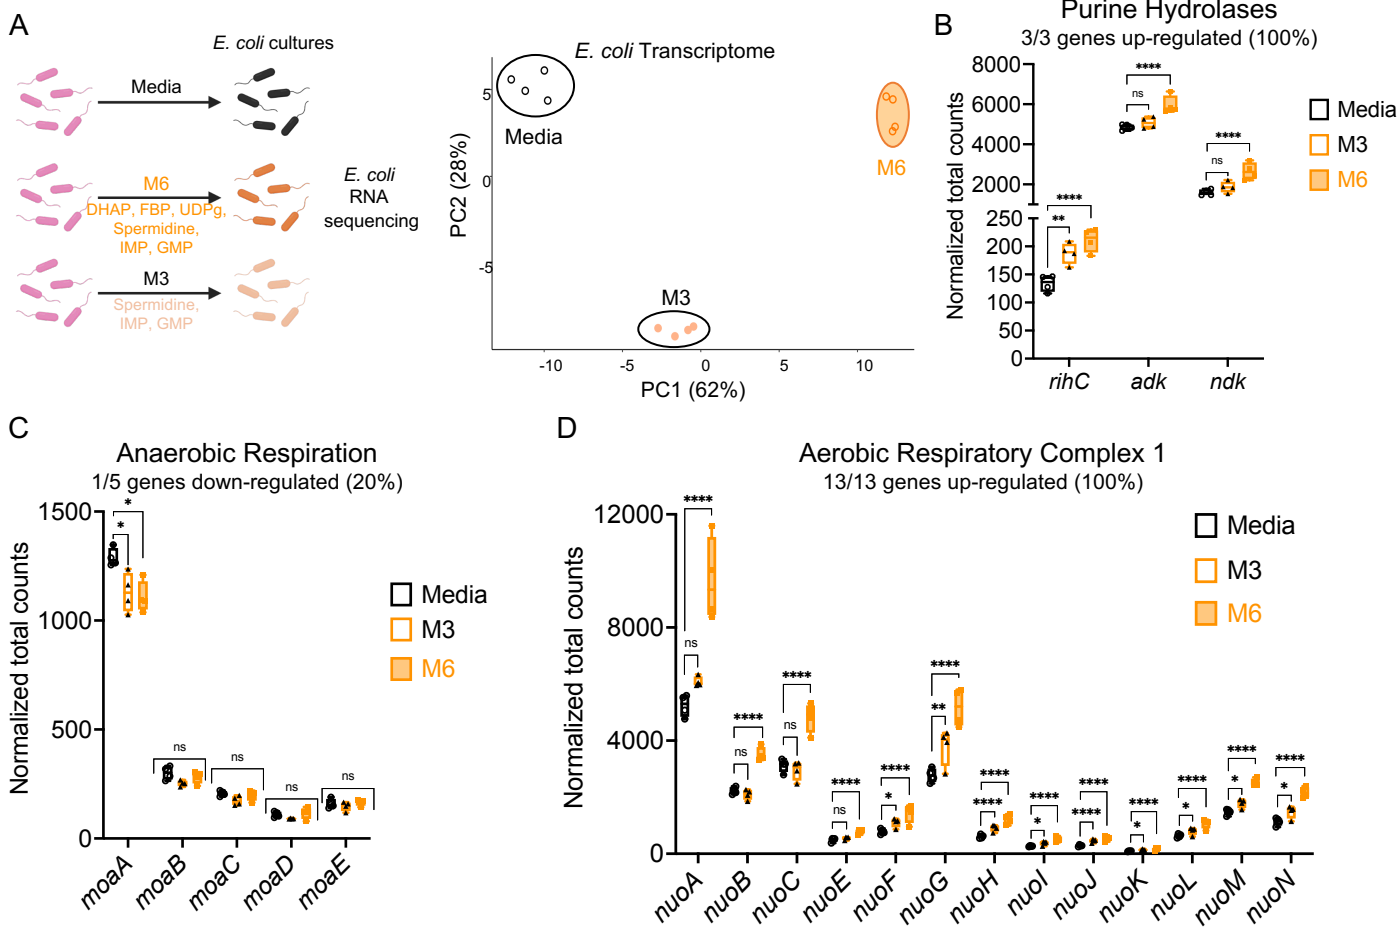 A
E. coli cultures
Media
M6
DHAP, FBP, UDPg,
Spermidine,
IMP, GMP
M3
Spermidine,
IMP, GMP
E. coli
RNA
sequencing
E. coli Transcriptome
PC2 (28%)
5
0
-5
Media
M6
M3
-10
-5
0
5
10
PC1 (62%)
B
Purine Hydrolases
3/3 genes up-regulated (100%)
Normalized total counts
8000
6000
4000
2000
250
200
150
100
50
0
**
****
ns
****
ns
****
rihC
adk
ndk
Media
M3
M6
C
Anaerobic Respiration
1/5 genes down-regulated (20%)
Normalized total counts
1500
1000
500
0
*
*
ns
ns
ns
ns
moaA
moaB
moaC
moaD
moaE
Media
M3
M6
D
Aerobic Respiratory Complex 1
13/13 genes up-regulated (100%)
Normalized total counts
12000
8000
4000
0
****
ns
****
ns
****
ns
****
ns
****
*
****
**
****
****
****
*
****
****
****
*
****
*
****
*
****
*
nuoA
nuoB
nuoC
nuoE
nuoF
nuoG
nuoH
nuoI
nuoJ
nuoK
nuoL
nuoM
nuoN
Media
M3
M6